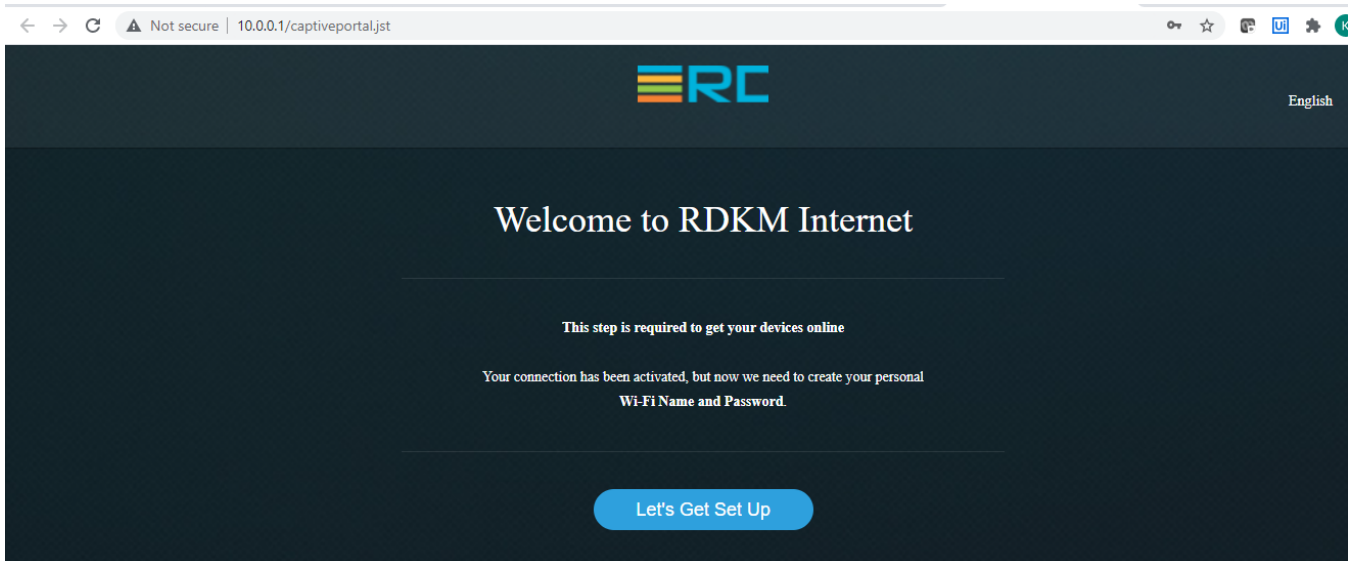 Not secure | 10.0.0.1/captiveportal.jst
Ui
K
RC
English
Welcome to RDKM Internet
This step is required to get your devices online
Your connection has been activated, but now we need to create your personal
Wi-Fi Name and Password.
Let's Get Set Up